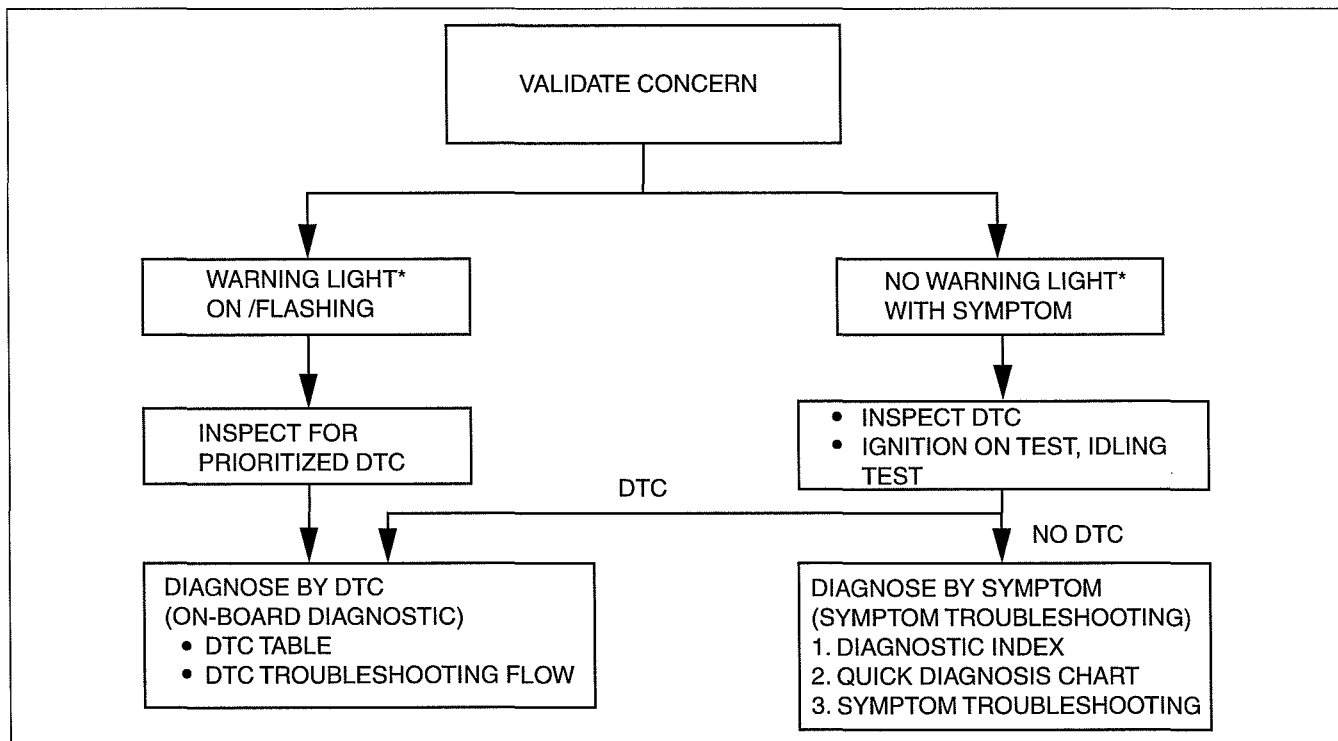 VALIDATE CONCERN
WARNING LIGHT*
ON /FLASHING
NO WARNING LIGHT*
WITH SYMPTOM
INSPECT FOR
PRIORITIZED DTC
• INSPECT DTC
• IGNITION ON TEST, IDLING
TEST
DTC
NO DTC
DIAGNOSE BY DTC
(ON-BOARD DIAGNOSTIC)
• DTC TABLE
• DTC TROUBLESHOOTING FLOW
DIAGNOSE BY SYMPTOM
(SYMPTOM TROUBLESHOOTING)
1. DIAGNOSTIC INDEX
2. QUICK DIAGNOSIS CHART
3. SYMPTOM TROUBLESHOOTING